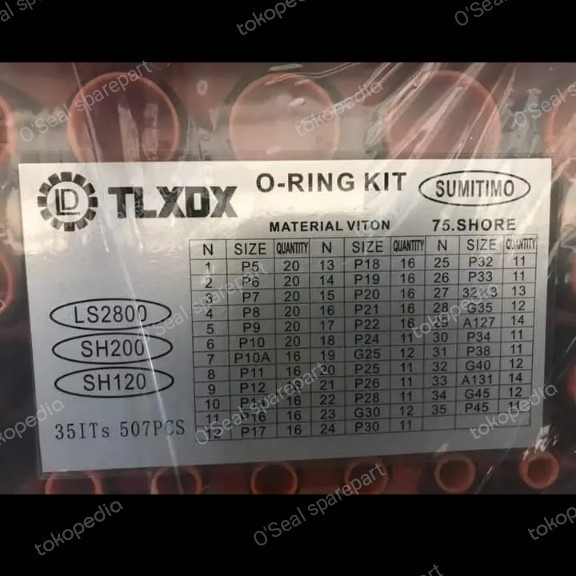 tokopedia
O'Seal sparepart
O'Seal sparepart
tokopedia
LD TLXDX O-RING KIT SUMITIMO
MATERIAL VITON 75.SHORE
N SIZE QUANTITY N SIZE QUANTITY N SIZE QUANTITY
1 P5 20 13 P18 16 25 P32 11
2 P6 20 14 P19 16 26 P33 11
3 P7 20 15 P20 16 27 13
4 P8 20 16 P21 16 28 G35 12
5 P9 20 17 P22 16 29 A127 14
6 P10 20 18 P24 11 30 P34 11
7 P10A 16 19 G25 12 31 P38 11
8 P11 16 20 P25 11 32 G40 12
9 P12 16 21 P26 11 33 A131 14
10 16 22 P28 11 34 G45 12
11 P16 16 23 G30 12 35 P45 11
12 P17 16 24 P30 11
LS2800
SH200
SH120
35ITs 507PCS
O'Seal sparepart
tokopedia
tokopedia
O'Seal sparepart
tokopedia